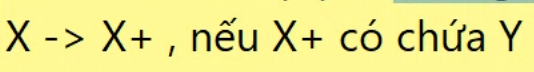 X -> X+ , nếu X+ có chứa Y